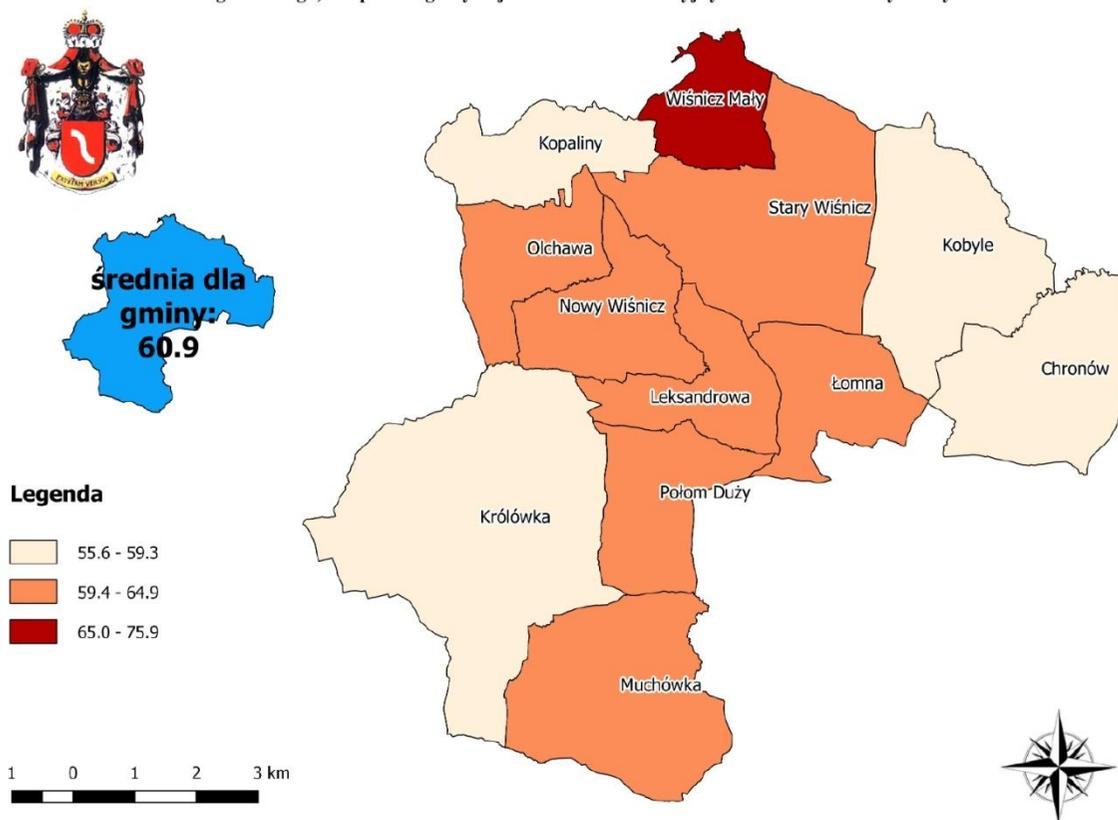 Wiśnicz Mały
Kopaliny
Stary Wiśnicz
Olchawa
Kobyle
średnia dla
gminy:
60.9
Nowy Wiśnicz
Chronów
Łomna
Leksandrowa
Połom Duży
Królówka
Legenda
55.6 - 59.3
59.4 - 64.9
65.0 - 75.9
Muchówka
1 0 1 2 3 km